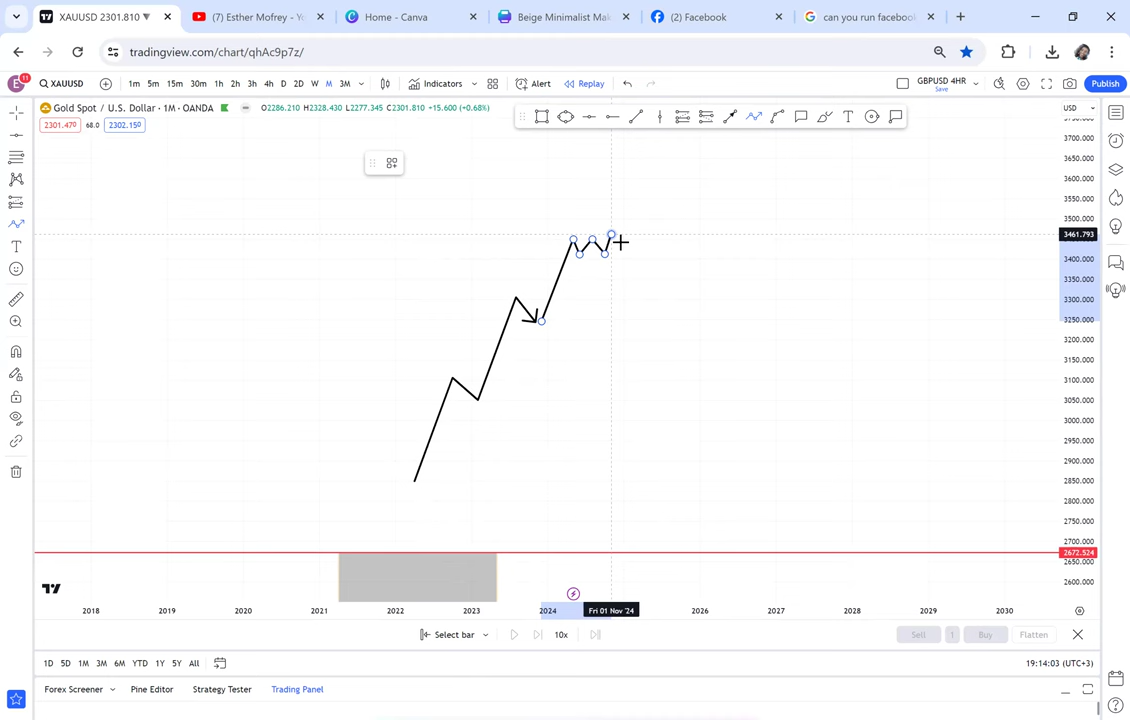 XAUUSD 2301.810
(7) Esther Mofrey - Yo
Home - Canva
Beige Minimalist Mak
(2) Facebook
can you run facebook
tradingview.com/chart/qhAc9p7z/
E 11 XAUUSD 1m 5m 15m 30m 1h 2h 3h 4h D 2D W M 3M Indicators Alert Replay GBPUSD 4HR Save Publish
Gold Spot / U.S. Dollar · 1M · OANDA O2286.210 H2328.430 L2277.345 C2301.810 +15.600 (+0.68%)
USD
2301.470 68.0 2302.150
3700.000
3650.000
3600.000
3550.000
3500.000
3461.793
3400.000
3350.000
3300.000
3250.000
3200.000
3150.000
3100.000
3050.000
3000.000
2950.000
2900.000
2850.000
2800.000
2750.000
2700.000
2672.524
2650.000
2600.000
2018 2019 2020 2021 2022 2023 2024 Fri 01 Nov '24 2026 2027 2028 2029 2030
Select bar 10x Sell 1 Buy Flatten
1D 5D 1M 3M 6M YTD 1Y 5Y All 19:14:03 (UTC+3)
Forex Screener Pine Editor Strategy Tester Trading Panel